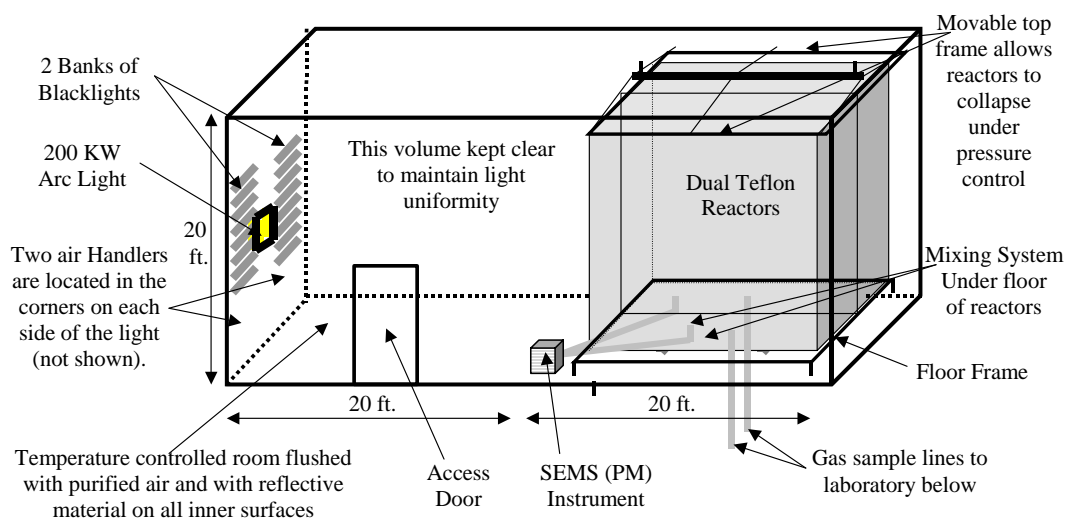 2 Banks of
Blacklights
200 KW
Arc Light
Two air Handlers
are located in the
corners on each
side of the light
(not shown).
20
ft.
This volume kept clear
to maintain light
uniformity
Dual Teflon
Reactors
Movable top
frame allows
reactors to
collapse
under
pressure
control
Mixing System
Under floor
of reactors
Floor Frame
20 ft.
20 ft.
Temperature controlled room flushed
with purified air and with reflective
material on all inner surfaces
Access
Door
SEMS (PM)
Instrument
Gas sample lines to
laboratory below